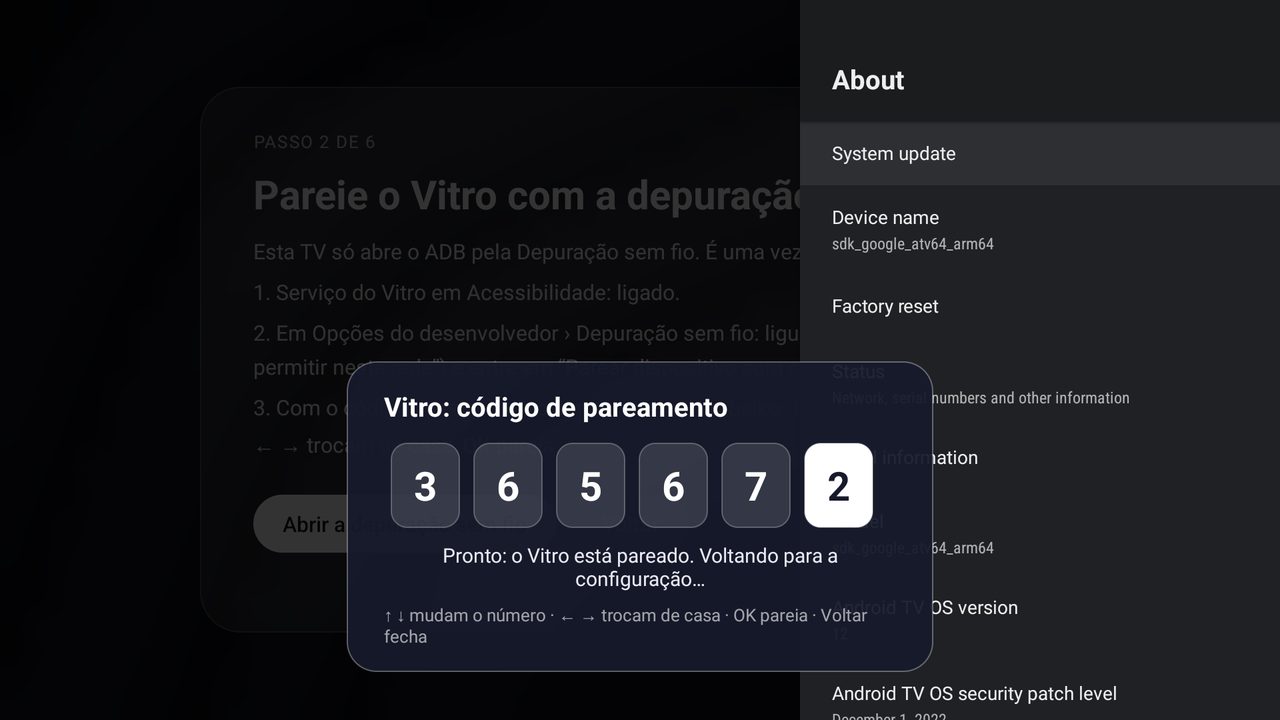 PASSO 2 DE 6
Pareie o Vitro com a depuração
Esta TV só abre o ADB pela Depuração sem fio. É uma vez
1. Serviço do Vitro em Acessibilidade: ligado.
2. Em Opções do desenvolvedor › Depuração sem fio: ligu
permitir
3. Com o
← → troca
Abrir a
Vitro: código de pareamento
3 6 5 6 7 2
Pronto: o Vitro está pareado. Voltando para a
configuração…
↑ ↓ mudam o número · ← → trocam de casa · OK pareia · Voltar
fecha
About
System update
Device name
sdk_google_atv64_arm64
Factory reset
Status
Network, serial numbers and other information
information
sdk_google_atv64_arm64
Android TV OS version
12
Android TV OS security patch level
December 1, 2022